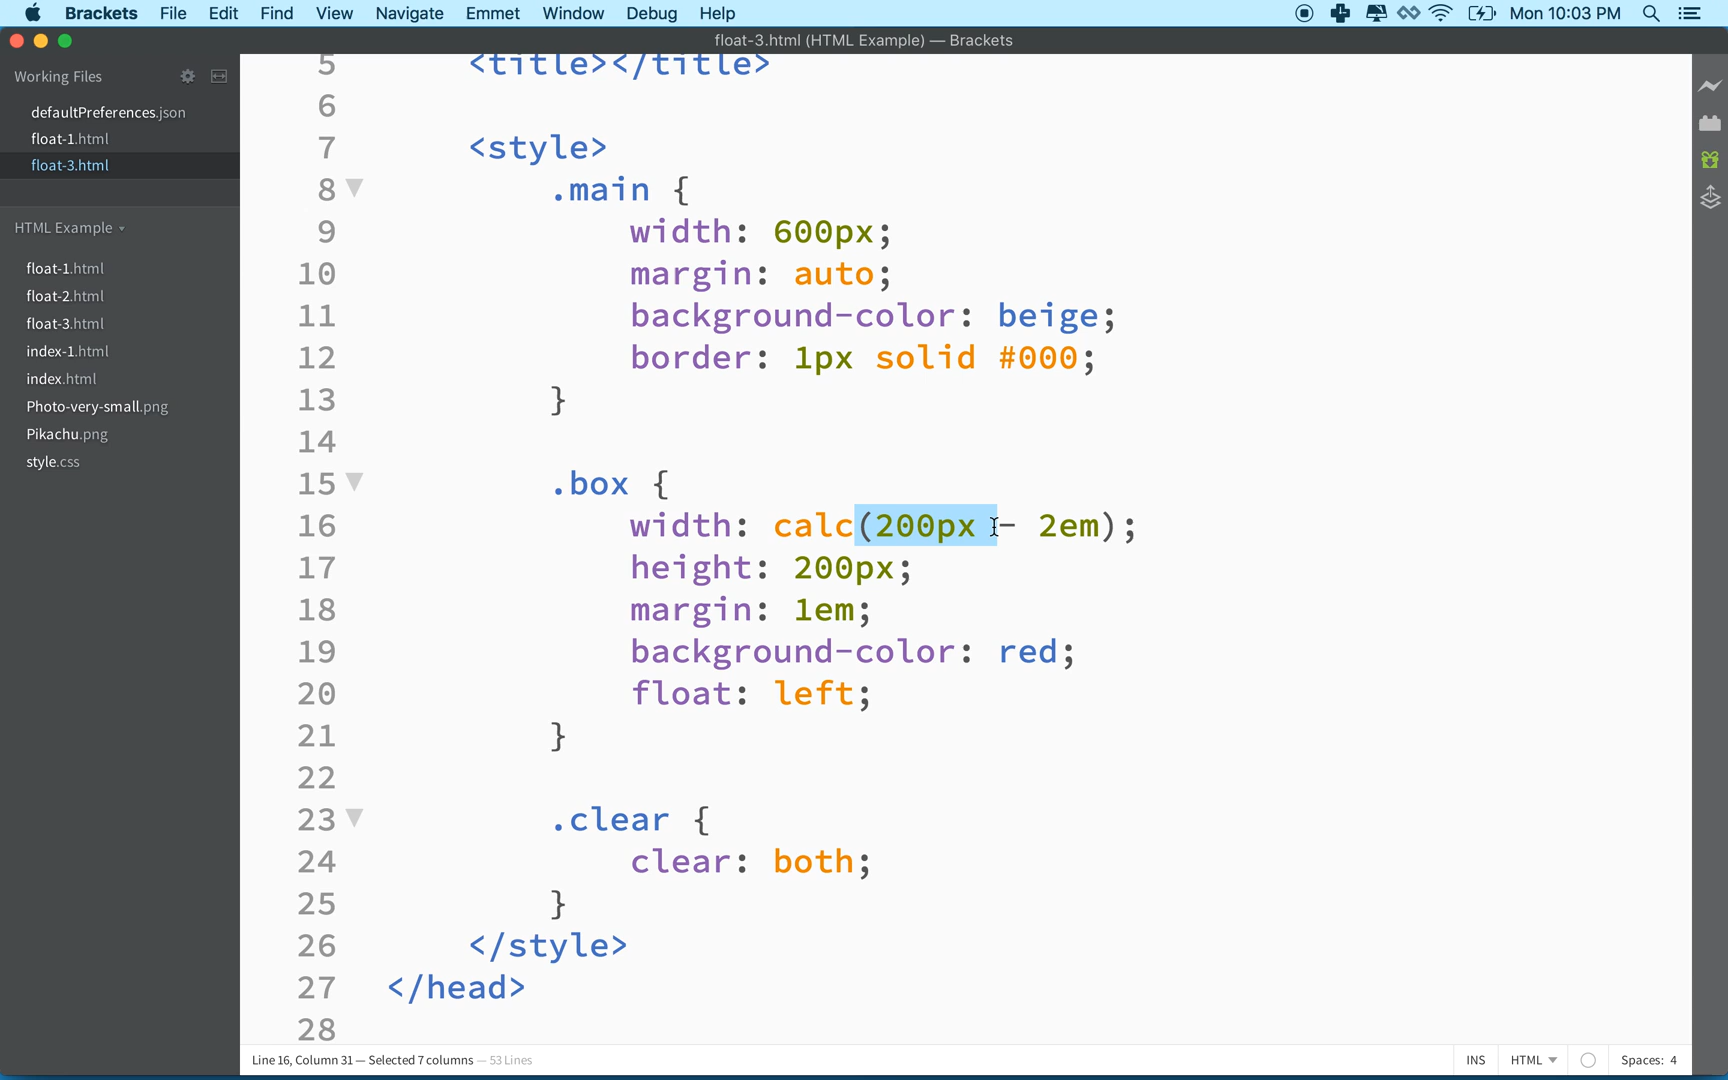 Brackets File Edit Find View Navigate Emmet Window Debug Help Mon 10:03 PM
float-3.html (HTML Example) — Brackets
Working Files
defaultPreferences.json
float-1.html
float-3.html
HTML Example
float-1.html
float-2.html
float-3.html
index-1.html
index.html
Photo-very-small.png
Pikachu.png
style.css
5 <title></title>
6
7 <style>
8 .main {
9 width: 600px;
10 margin: auto;
11 background-color: beige;
12 border: 1px solid #000;
13 }
14
15 .box {
16 width: calc(200px - 2em);
17 height: 200px;
18 margin: 1em;
19 background-color: red;
20 float: left;
21 }
22
23 .clear {
24 clear: both;
25 }
26 </style>
27 </head>
28
Line 16, Column 31 — Selected 7 columns — 53 Lines INS HTML Spaces: 4